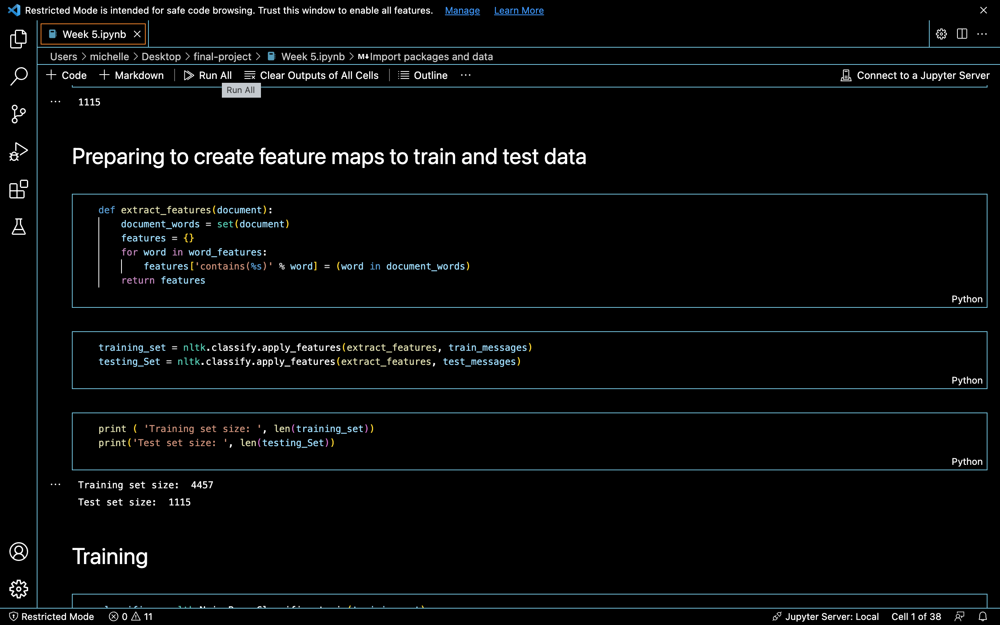 Restricted Mode is intended for safe code browsing. Trust this window to enable all features. Manage Learn More
Week 5.ipynb
Users > michelle > Desktop > final-project > Week 5.ipynb > M↓Import packages and data
+ Code + Markdown Run All Clear Outputs of All Cells Outline ... Connect to a Jupyter Server
Run All
... 1115
Preparing to create feature maps to train and test data
def extract_features(document):
    document_words = set(document)
    features = {}
    for word in word_features:
        features['contains(%s)' % word] = (word in document_words)
    return features
Python
training_set = nltk.classify.apply_features(extract_features, train_messages)
testing_Set = nltk.classify.apply_features(extract_features, test_messages)
Python
print ( 'Training set size: ', len(training_set))
print('Test set size: ', len(testing_Set))
Python
... Training set size:  4457
Test set size:  1115
Training
Restricted Mode 0 11 Jupyter Server: Local Cell 1 of 38